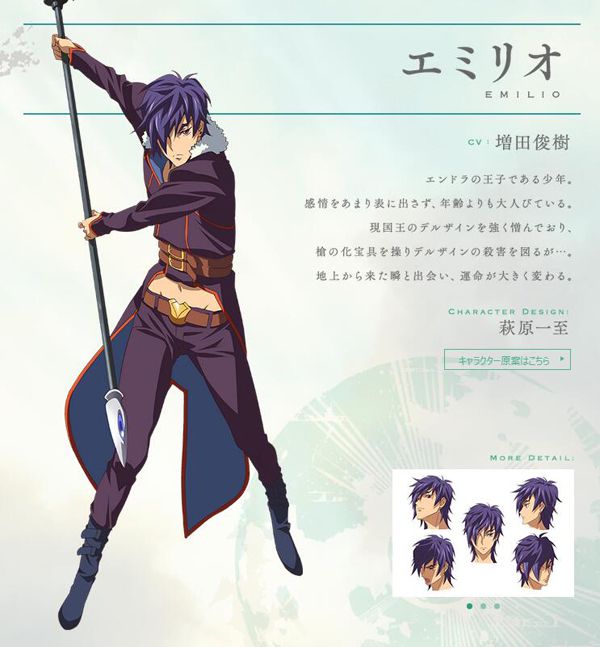 エミリオ
EMILIO
CV : 増田俊樹
エンドラの王子である少年。
感情をあまり表に出さず、年齢よりも大人びている。
現国王のデルザインを強く憎んでおり、
槍の化宝具を操りデルザインの殺害を図るが…。
地上から来た瞬と出会い、運命が大きく変わる。
CHARACTER DESIGN:
萩原一至
キャラクター原案はこちら
MORE DETAIL: